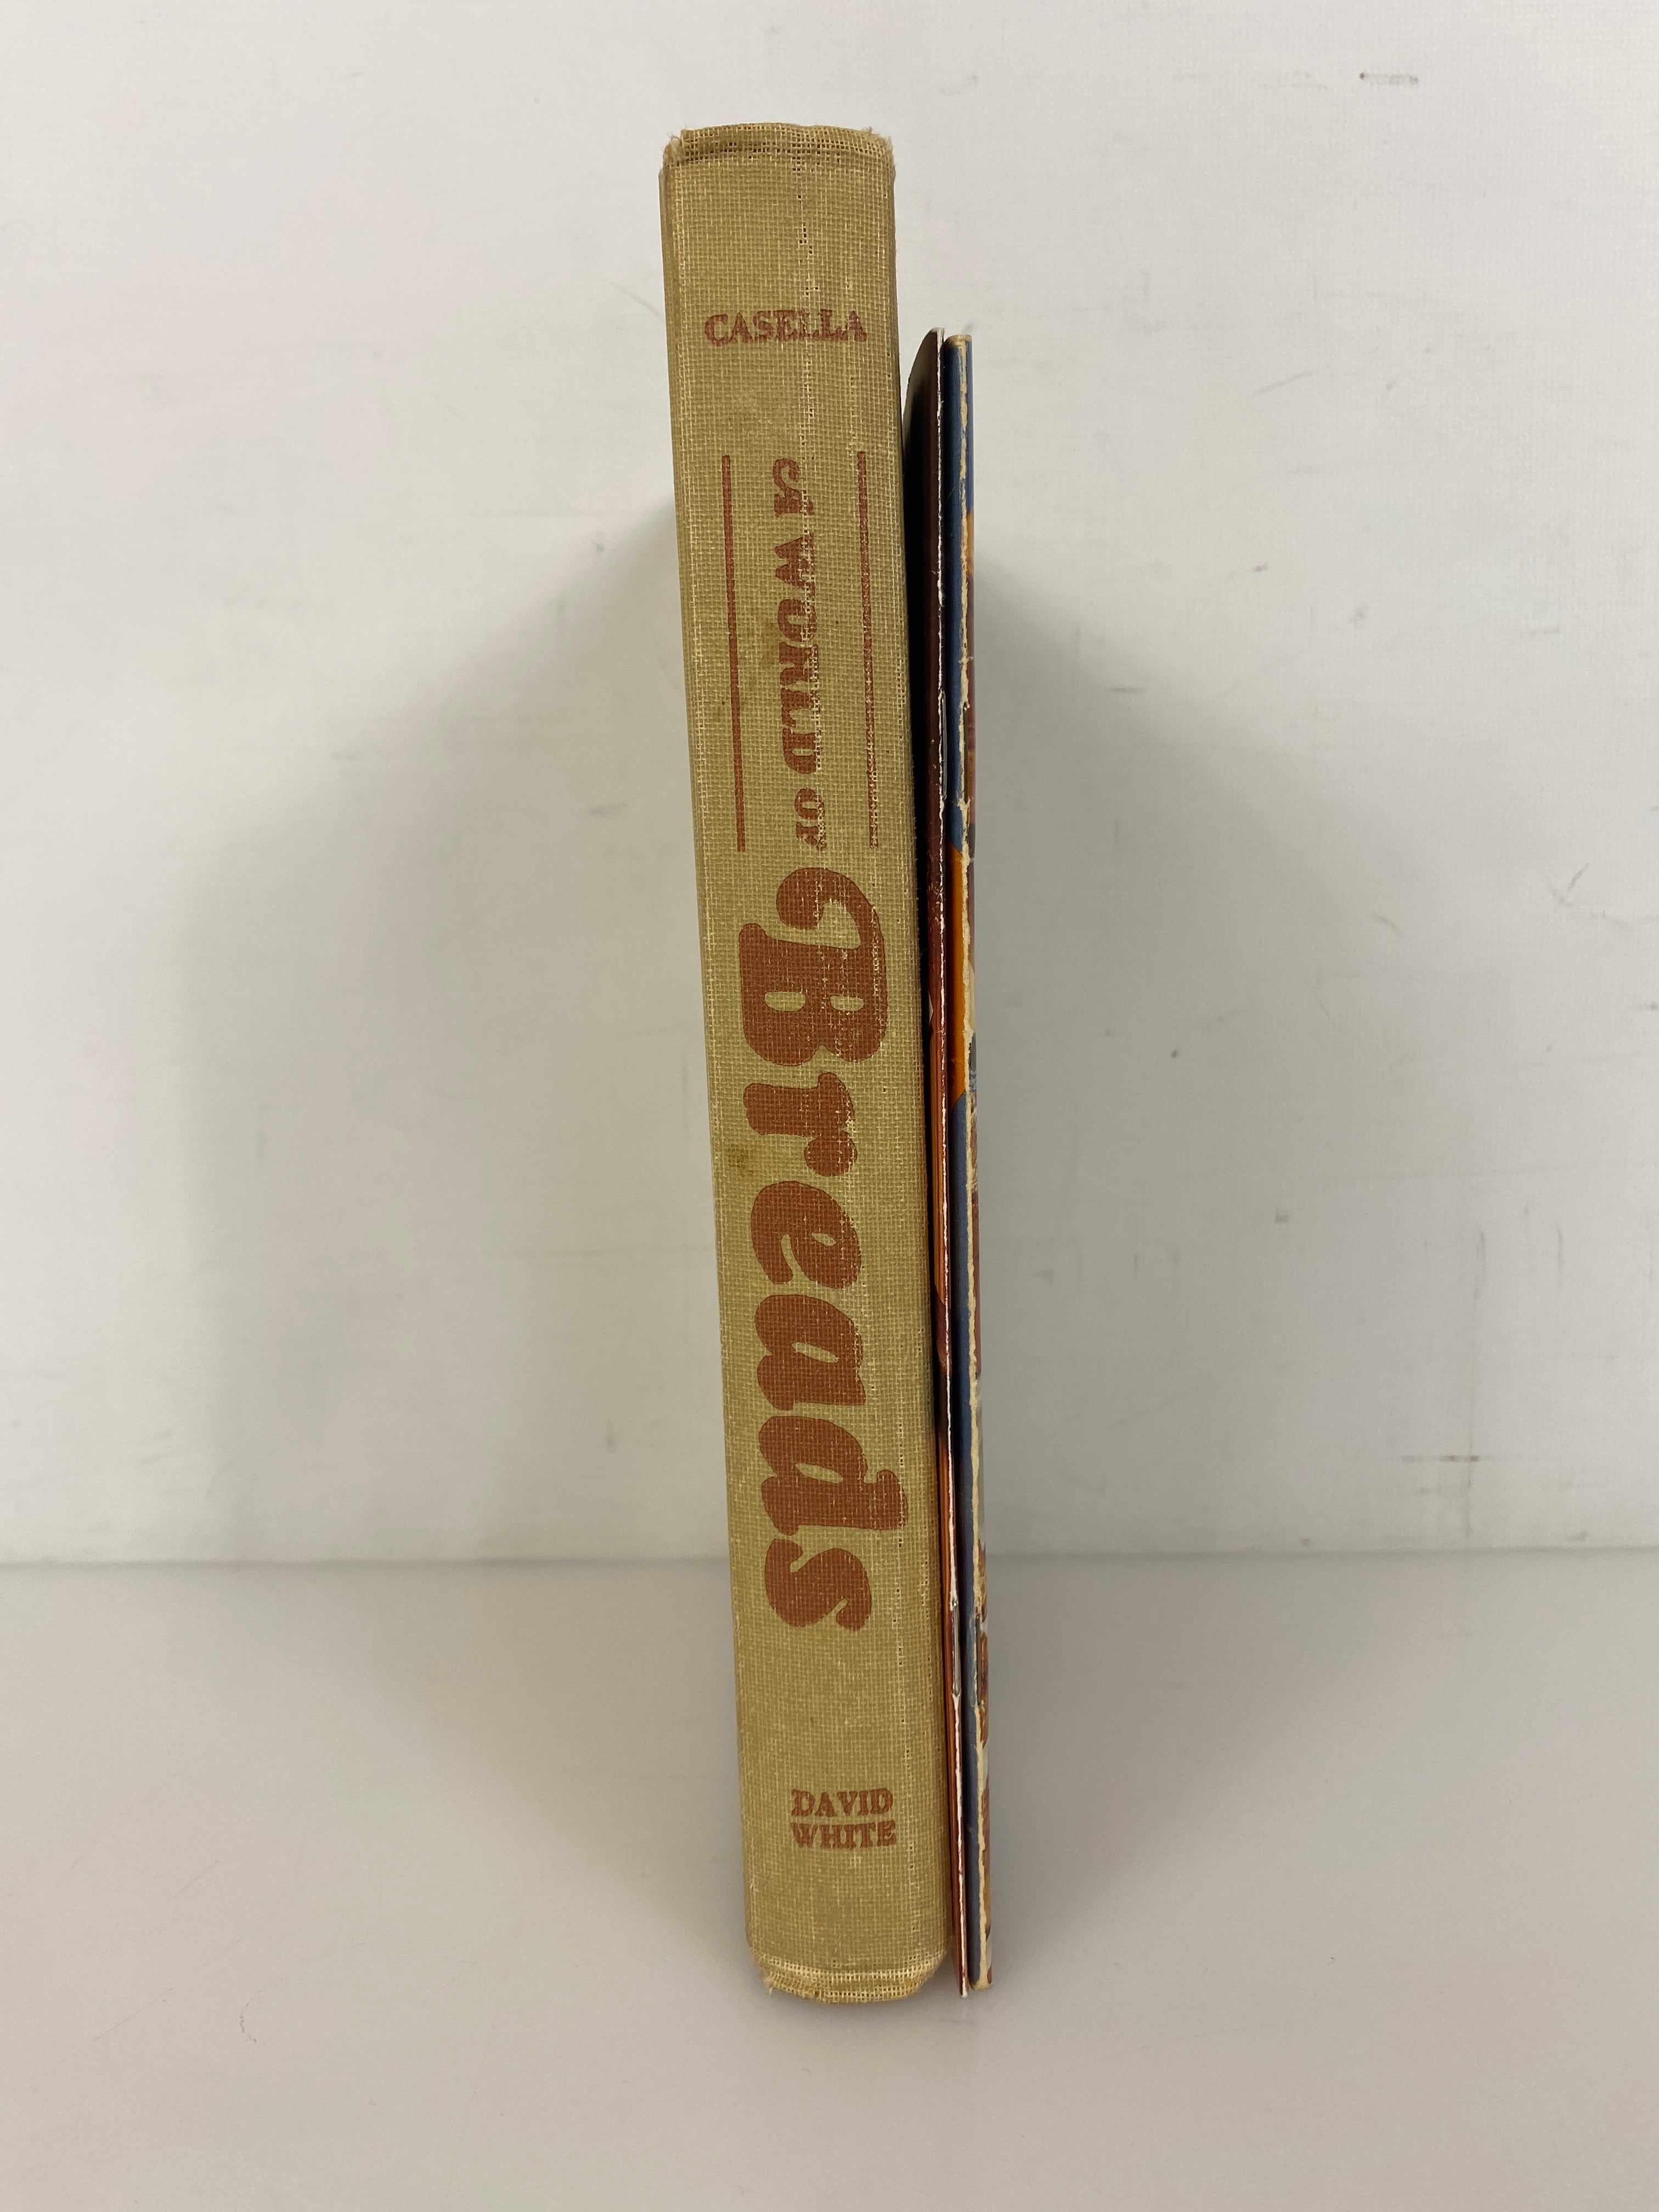 CASELLA
A WORLD OF
Breads
DAVID
WHITE